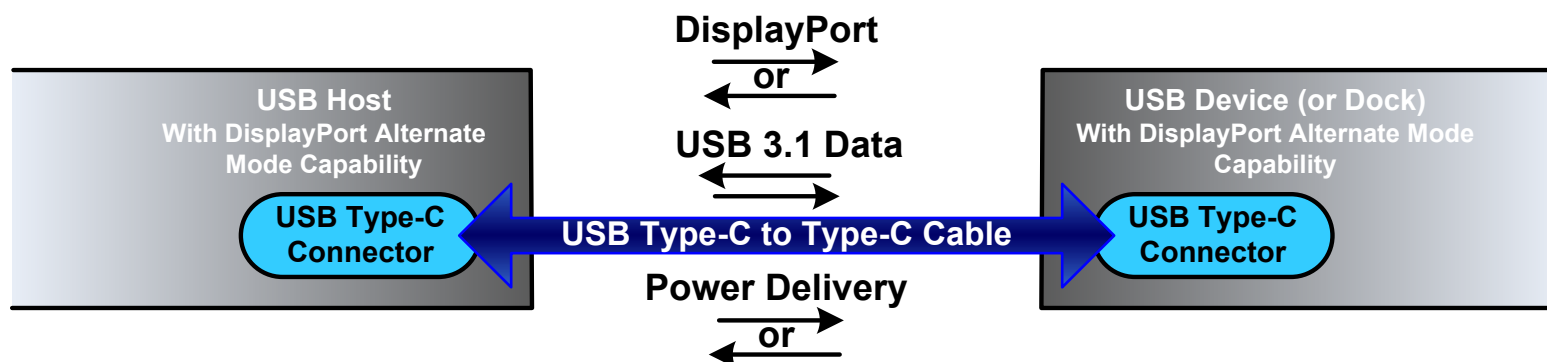 DisplayPort
or
USB Host
With DisplayPort Alternate
Mode Capability
USB Device (or Dock)
With DisplayPort Alternate Mode
Capability
USB 3.1 Data
USB Type-C
Connector
USB Type-C to Type-C Cable
USB Type-C
Connector
Power Delivery
or